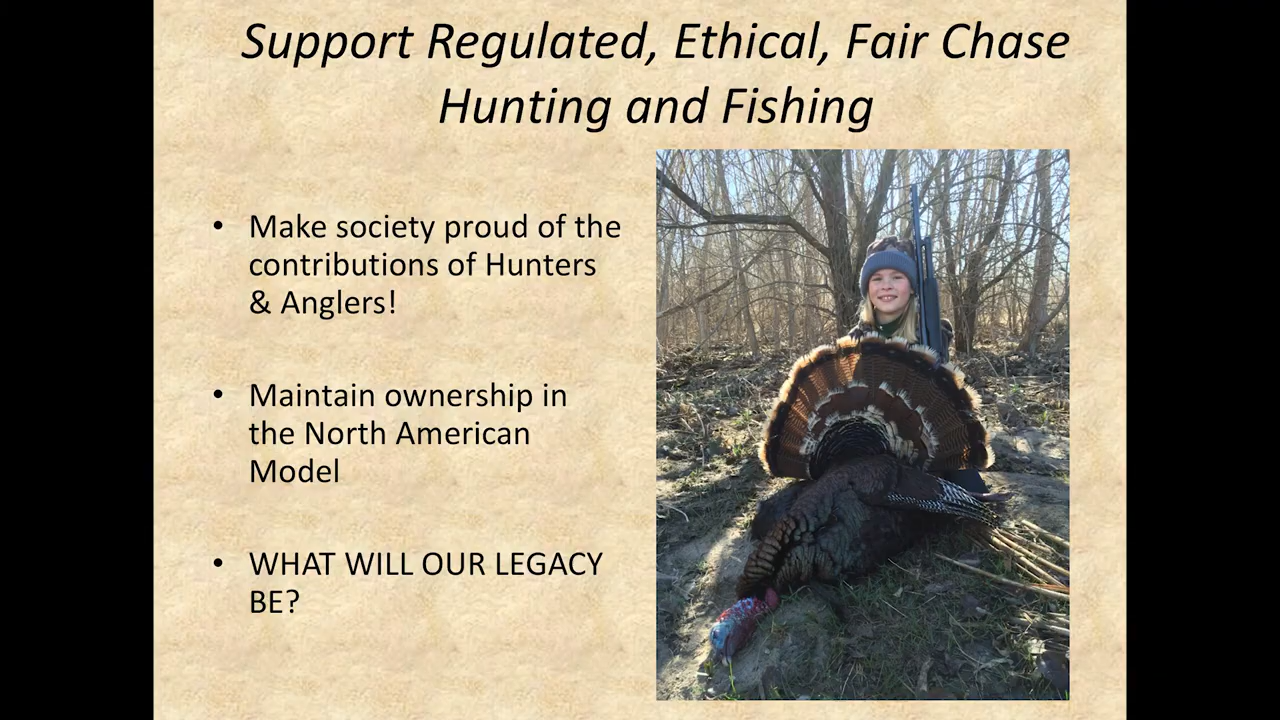 Support Regulated, Ethical, Fair Chase
Hunting and Fishing
• Make society proud of the
contributions of Hunters
& Anglers!
• Maintain ownership in
the North American
Model
• WHAT WILL OUR LEGACY
BE?